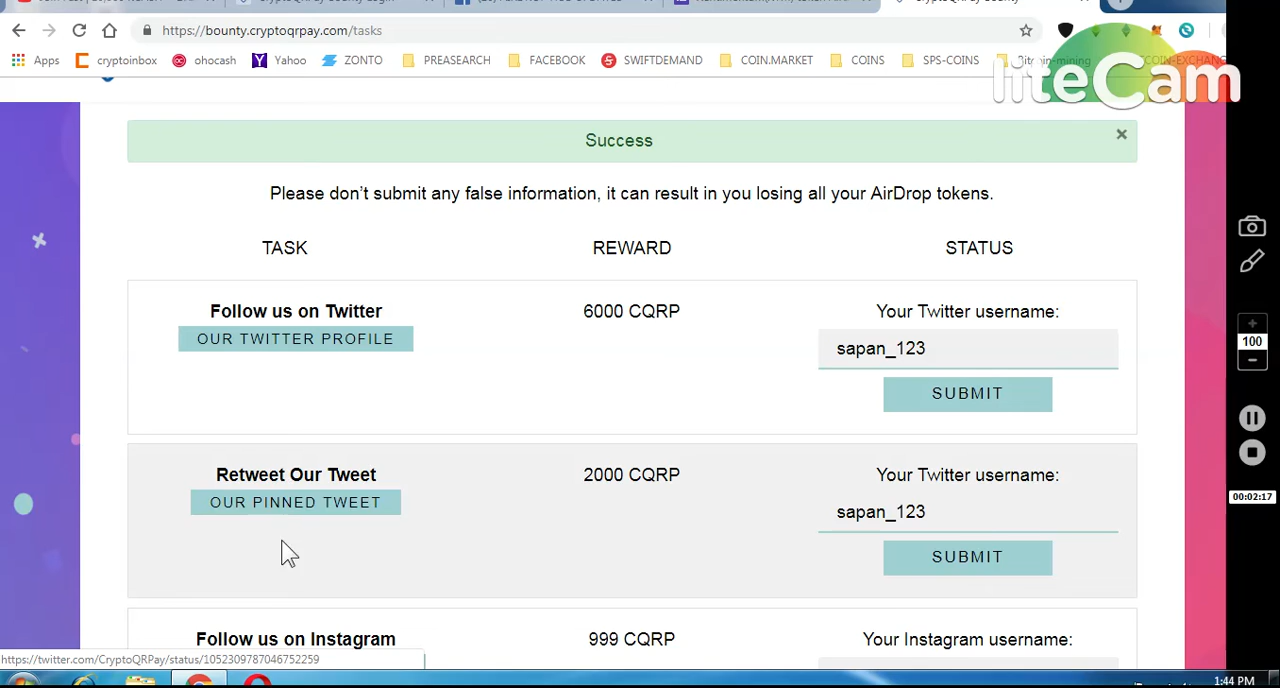 https://bounty.cryptoqrpay.com/tasks
Apps cryptoinbox ohocash Yahoo ZONTO PREASEARCH FACEBOOK SWIFTDEMAND COIN.MARKET COINS SPS-COINS Bitcoin-mining COIN-EXCHANG
liteCam
Success ×
Please don't submit any false information, it can result in you losing all your AirDrop tokens.
TASK REWARD STATUS
Follow us on Twitter 6000 CQRP Your Twitter username:
OUR TWITTER PROFILE
sapan_123
SUBMIT
Retweet Our Tweet 2000 CQRP Your Twitter username:
OUR PINNED TWEET
sapan_123
SUBMIT
Follow us on Instagram 999 CQRP Your Instagram username:
https://twitter.com/CryptoQRPay/status/1052309787046752259
100
00:02:17
1:44 PM